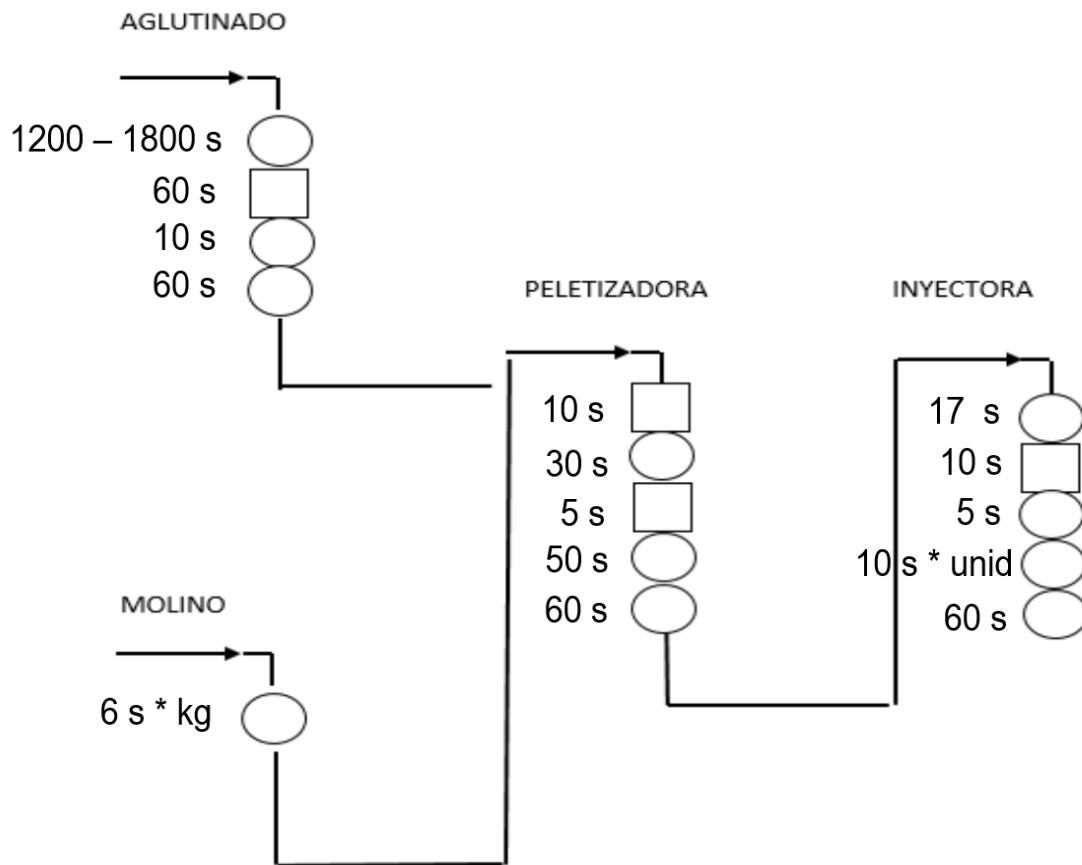 AGLUTINADO
1200 – 1800 s
60 s
10 s
60 s
PELETIZADORA
10 s
30 s
5 s
50 s
60 s
INYECTORA
17 s
10 s
5 s
10 s * unid
60 s
MOLINO
6 s * kg